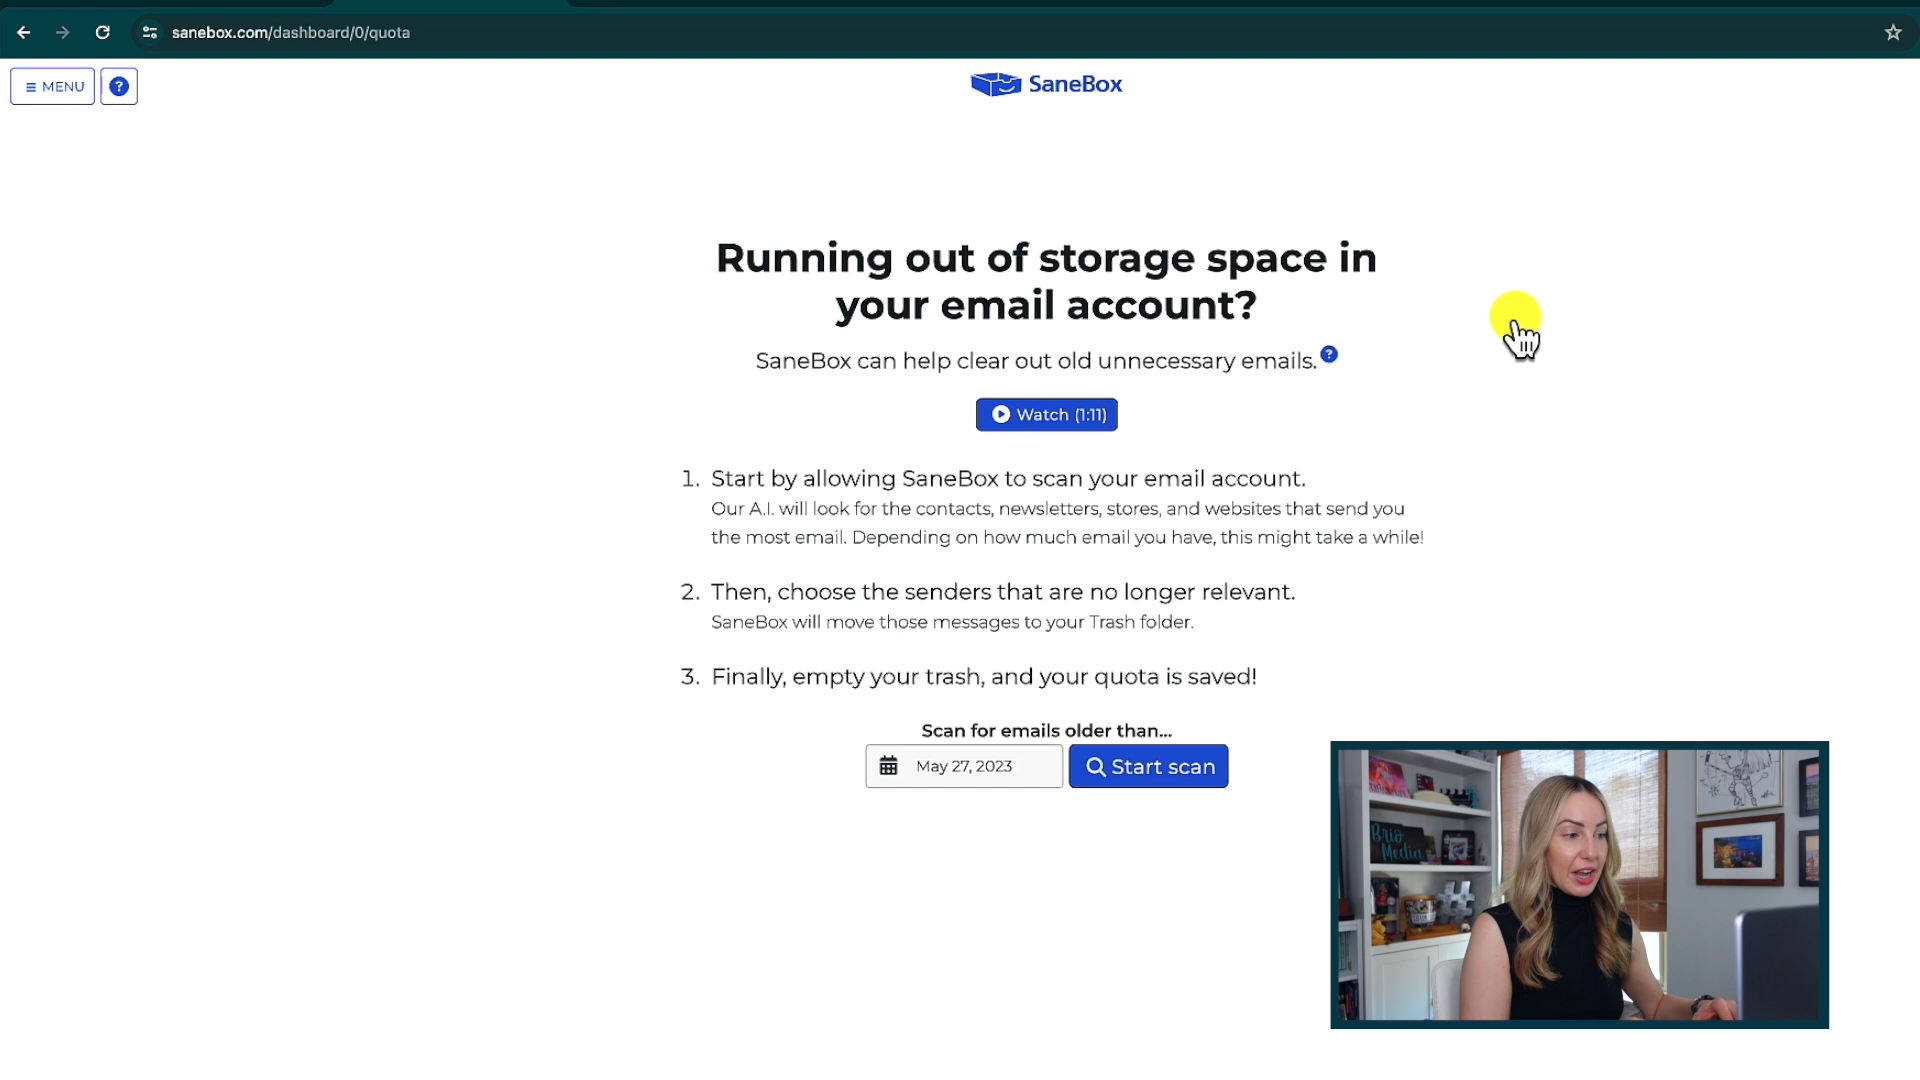 sanebox.com/dashboard/0/quota
MENU
?
SaneBox
Running out of storage space in
your email account?
SaneBox can help clear out old unnecessary emails. ?
Watch (1:11)
1. Start by allowing SaneBox to scan your email account.
Our A.I. will look for the contacts, newsletters, stores, and websites that send you
the most email. Depending on how much email you have, this might take a while!
2. Then, choose the senders that are no longer relevant.
SaneBox will move those messages to your Trash folder.
3. Finally, empty your trash, and your quota is saved!
Scan for emails older than...
May 27, 2023
Start scan
Brio
Media